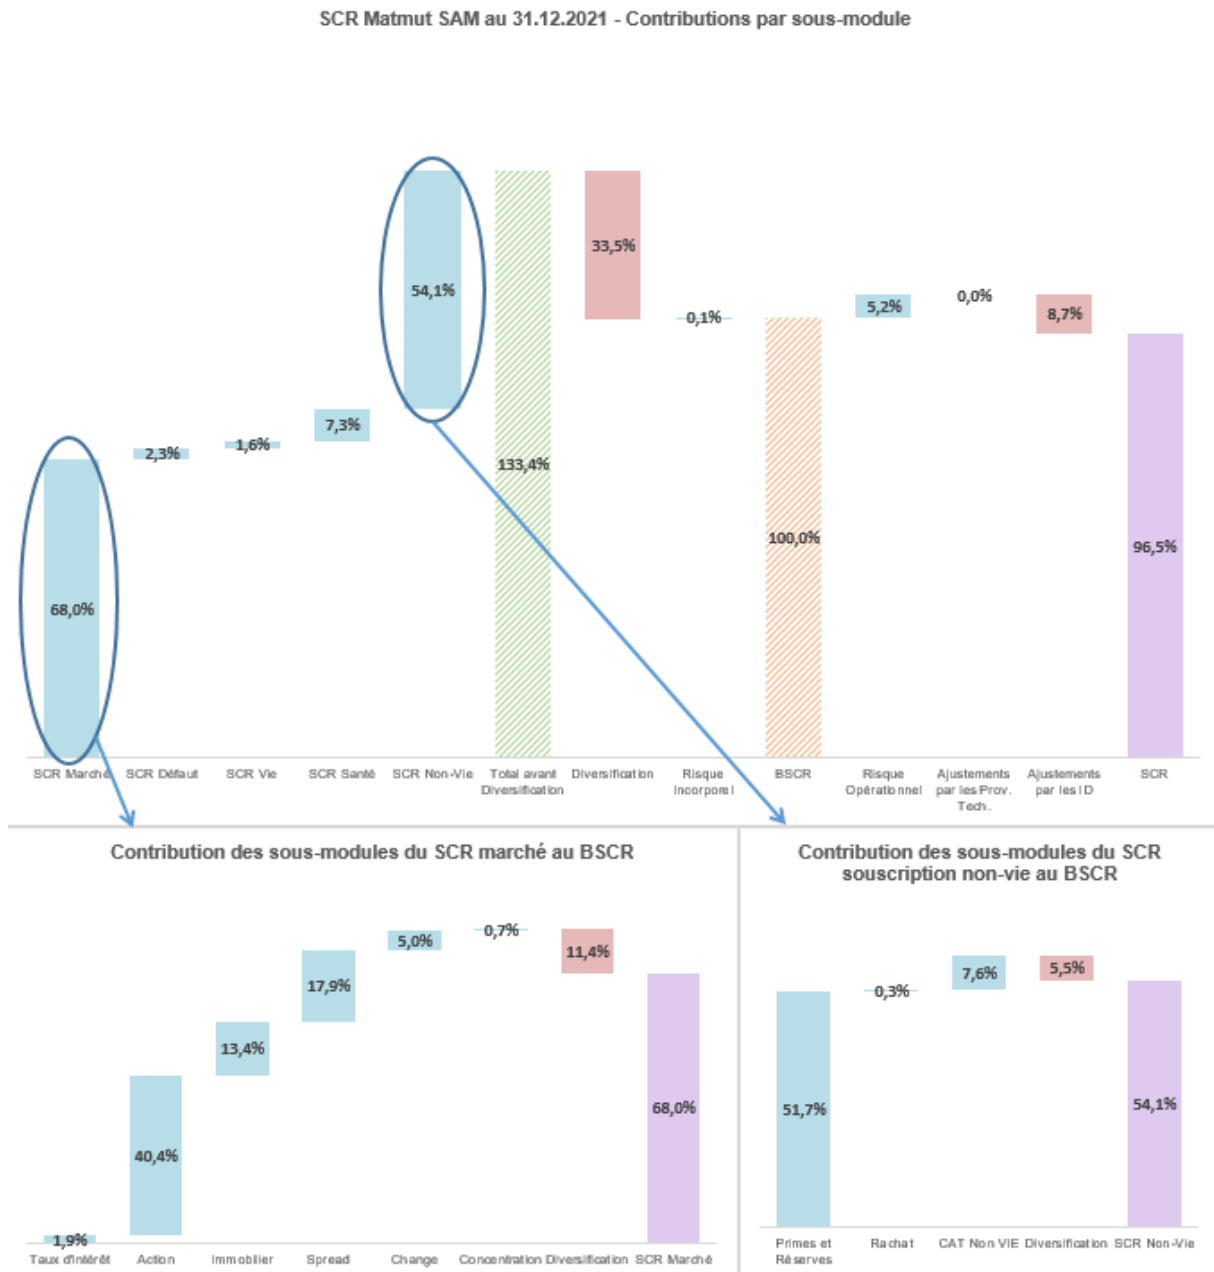 SCR Matmut SAM au 31.12.2021 - Contributions par sous-module
68,0%
2,3%
1,6%
7,3%
54,1%
133,4%
33,5%
0,1%
100,0%
5,2%
0,0%
8,7%
96,5%
SCR Marché
SCR Défaut
SCR Vie
SCR Santé
SCR Non-Vie
Total avant
Diversification
Diversification
Risque
Incorporel
BSCR
Risque
Opérationnel
Ajustements
par les Prov.
Tech.
Ajustements
par les ID
SCR
Contribution des sous-modules du SCR marché au BSCR
1,9%
40,4%
13,4%
17,9%
5,0%
0,7%
11,4%
68,0%
Taux d'intérêt
Action
Immobilier
Spread
Change
Concentration
Diversification
SCR Marché
Contribution des sous-modules du SCR
souscription non-vie au BSCR
51,7%
0,3%
7,6%
5,5%
54,1%
Primes et
Réserves
Rachat
CAT Non VIE
Diversification
SCR Non-Vie